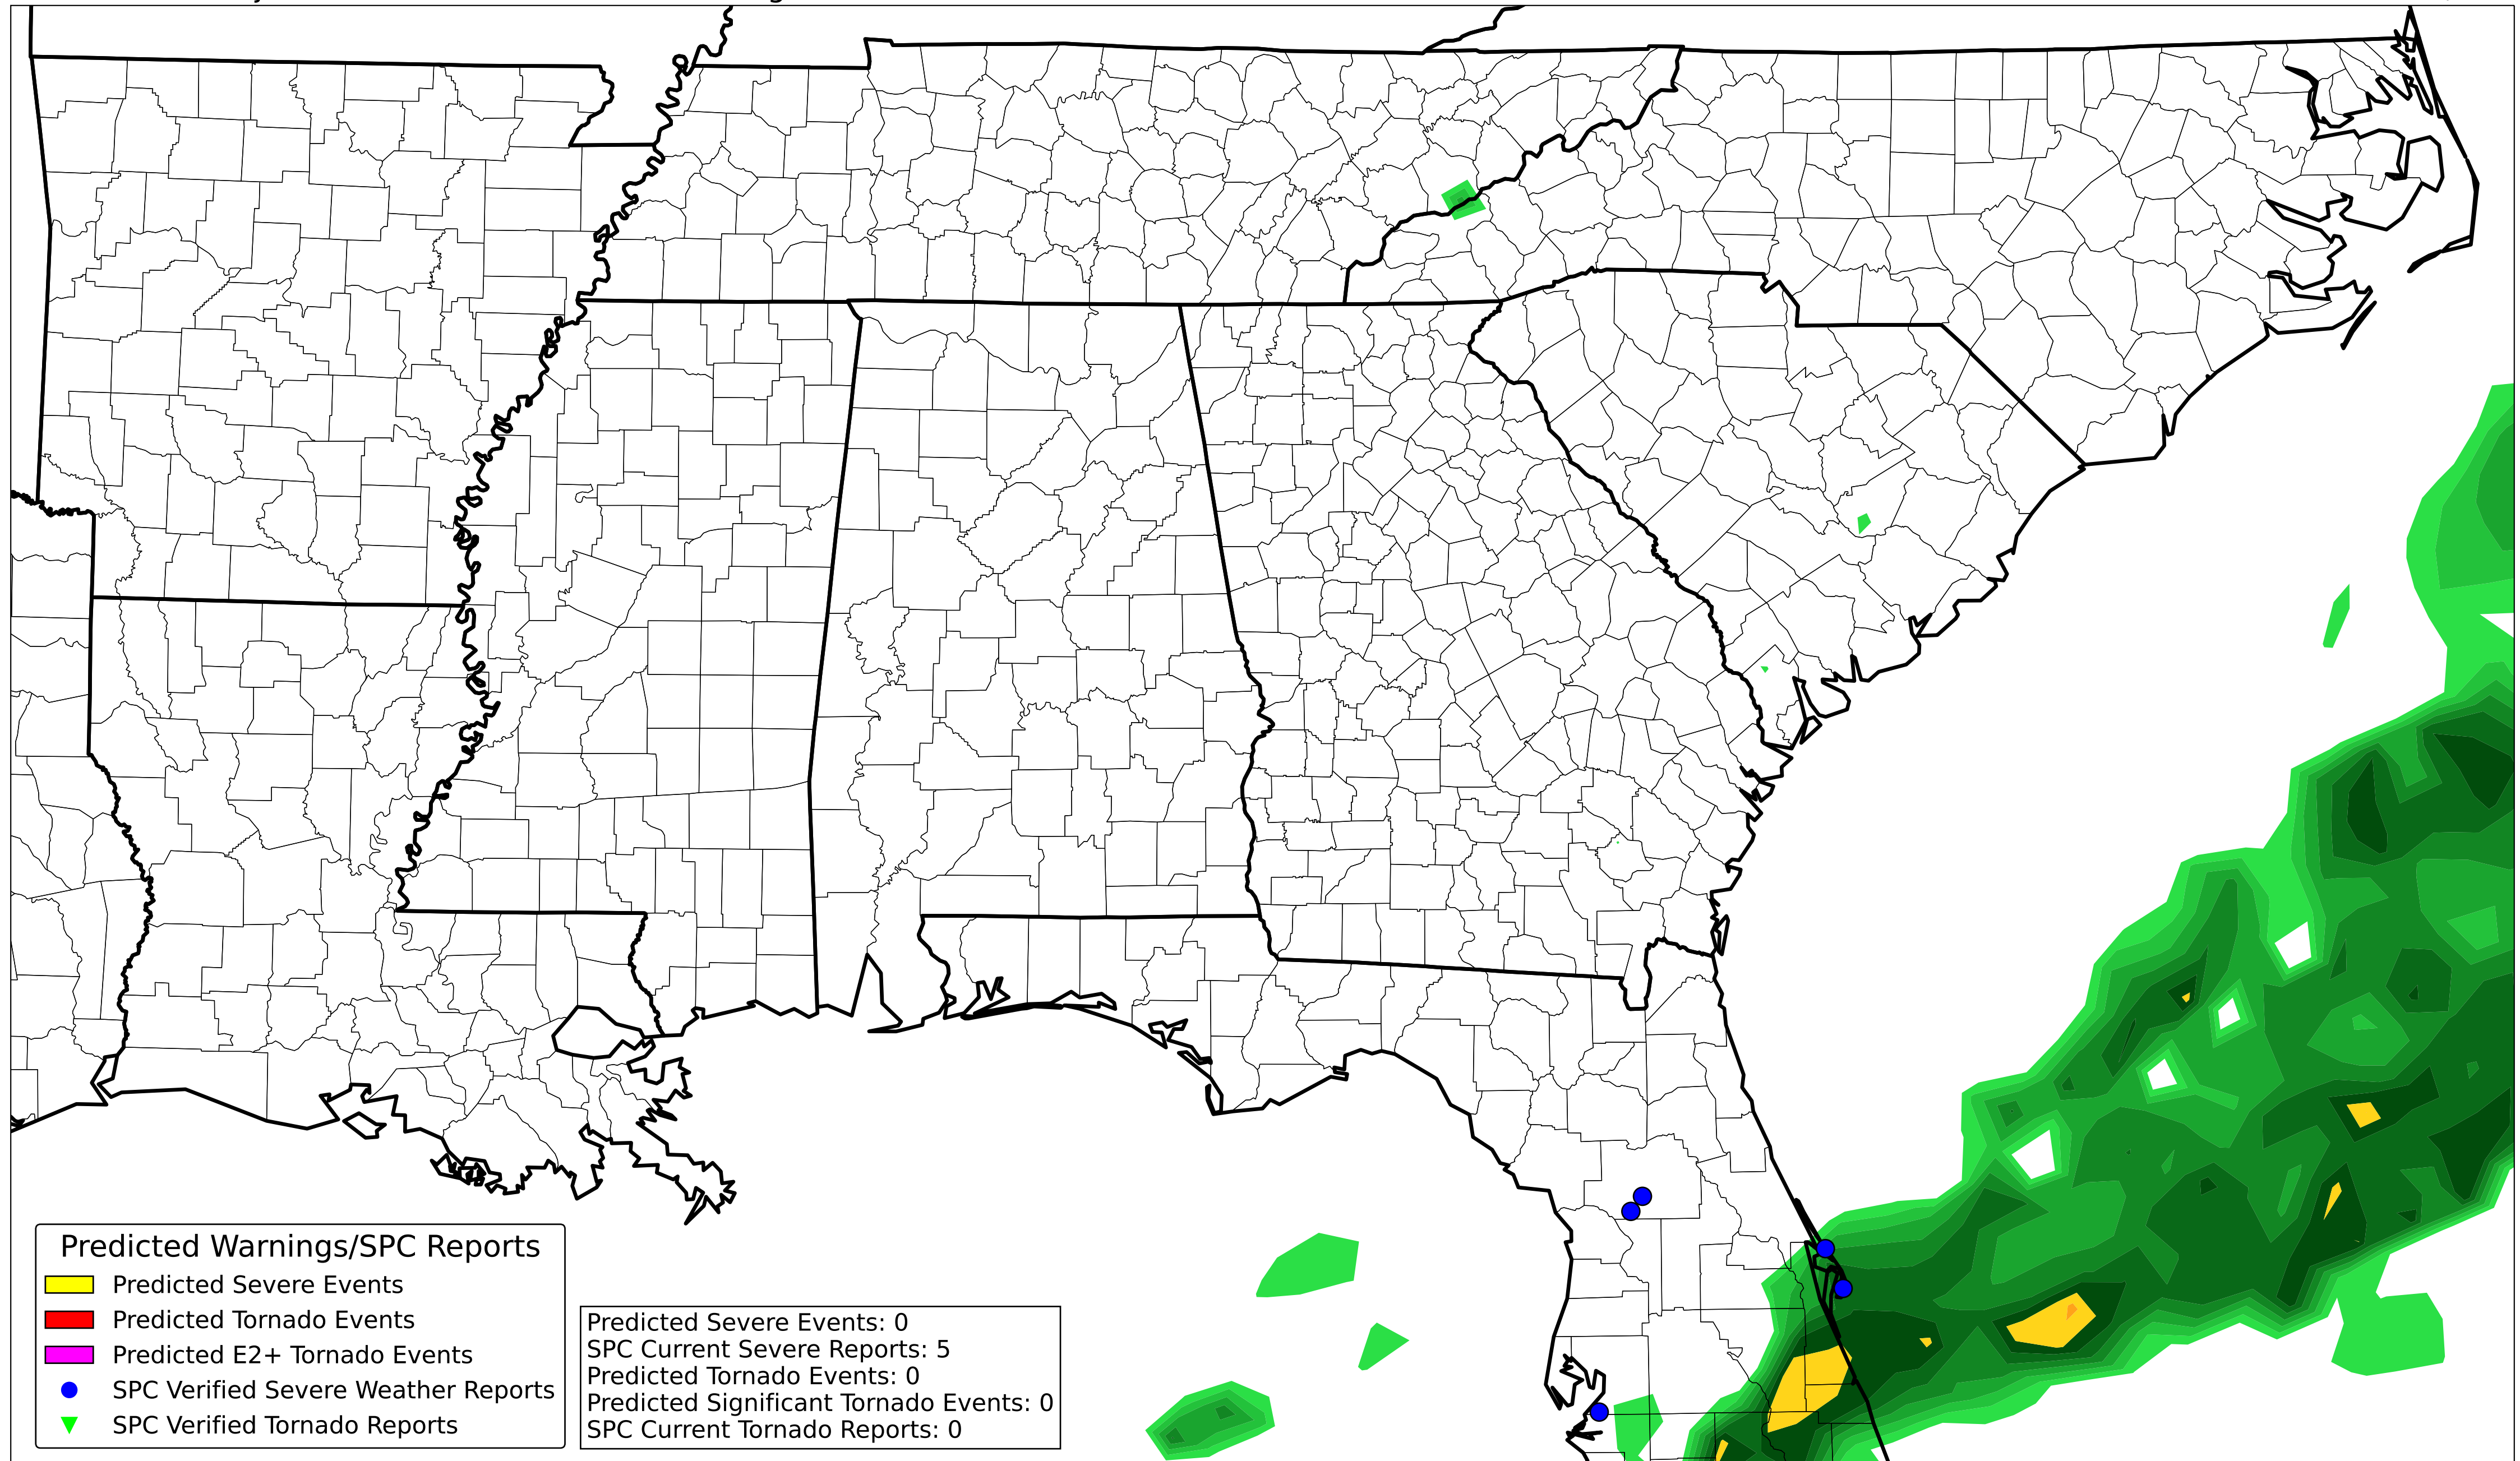 Predicted Warnings/SPC Reports
Predicted Severe Events
Predicted Tornado Events
Predicted E2+ Tornado Events
SPC Verified Severe Weather Reports
SPC Verified Tornado Reports
Predicted Severe Events: 0
SPC Current Severe Reports: 5
Predicted Tornado Events: 0
Predicted Significant Tornado Events: 0
SPC Current Tornado Reports: 0